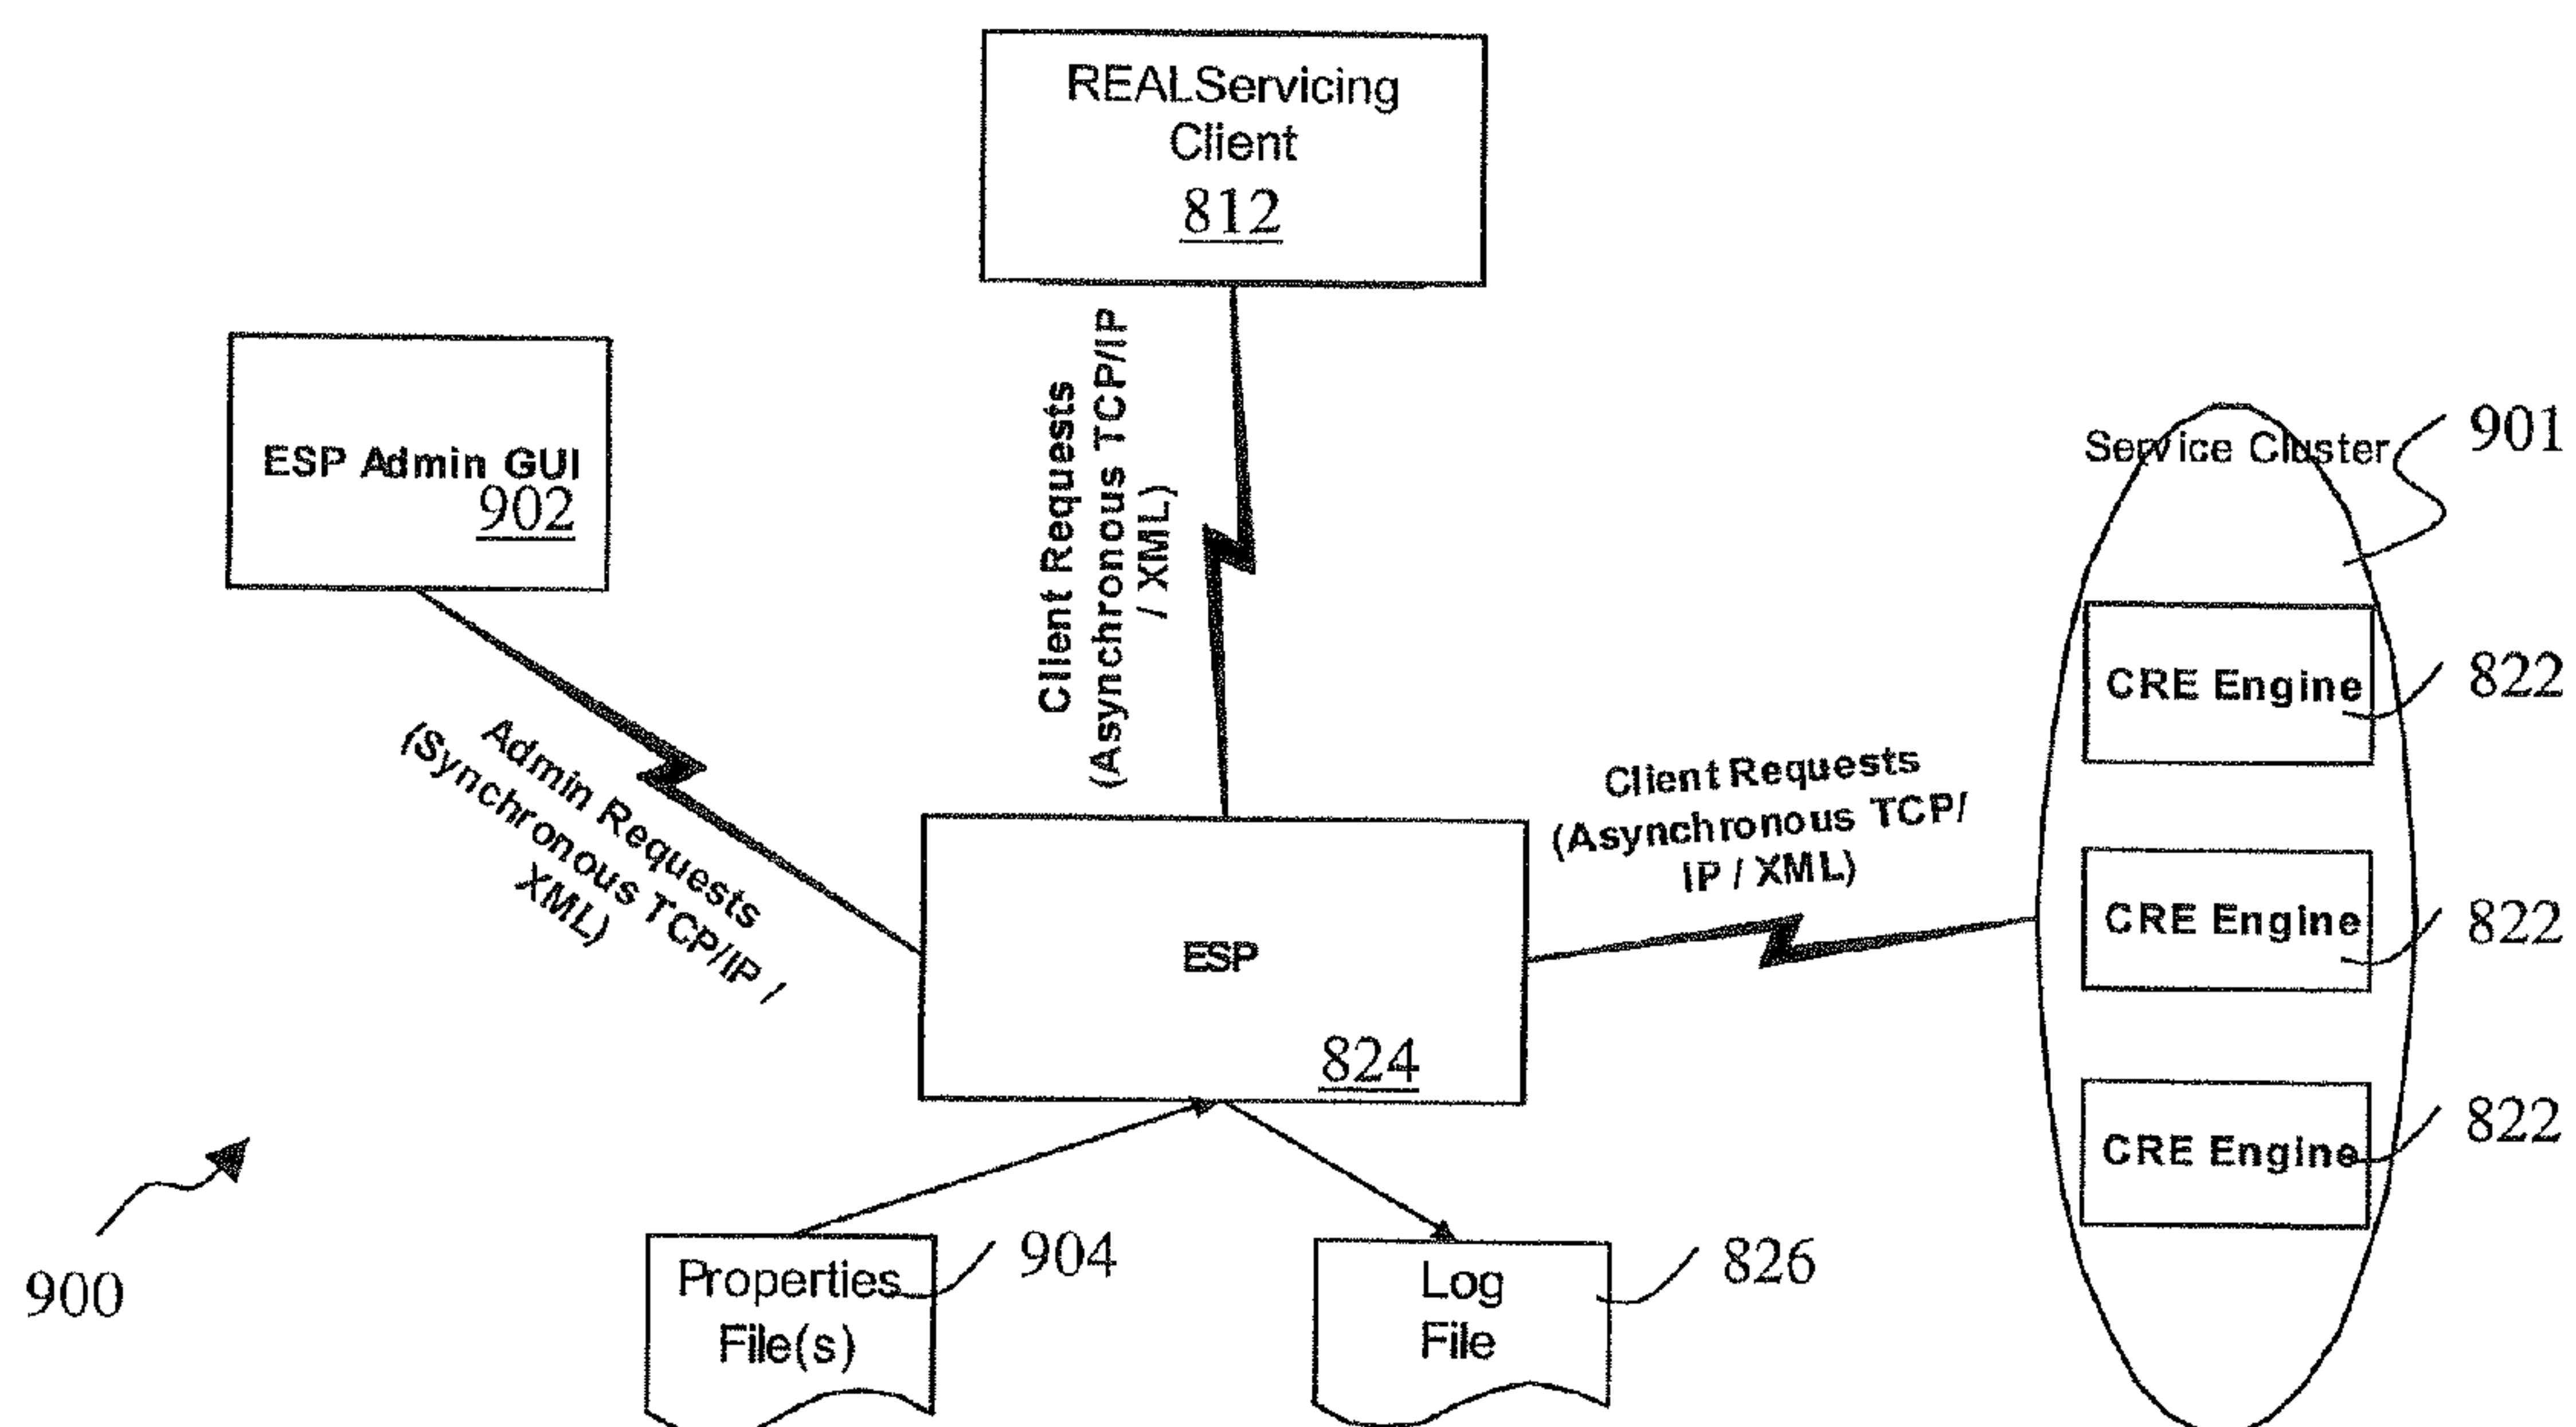 REALServicing
Client
812
ESP Admin GUI
902
Client Requests
(Asynchronous TCP/IP
/ XML)
Service Cluster
901
Admin Requests
(Synchronous TCP/IP /
XML)
Client Requests
(Asynchronous TCP/
IP / XML)
CRE Engine
822
CRE Engine
822
CRE Engine
822
ESP
824
900
Properties
File(s)
904
Log
File
826